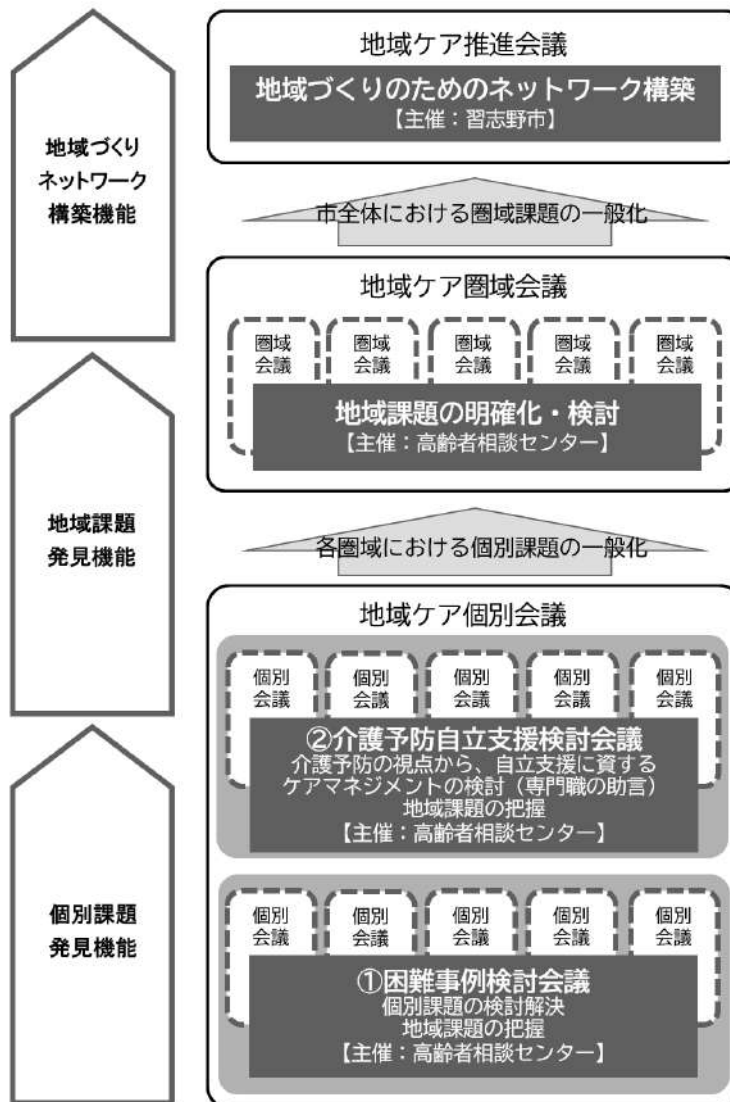 地域づくり
ネットワーク
構築機能
地域課題
発見機能
個別課題
発見機能
地域ケア推進会議
地域づくりのためのネットワーク構築
【主催：習志野市】
市全体における圏域課題の一般化
地域ケア圏域会議
圏域 圏域 圏域 圏域 圏域
会議 会議 会議 会議 会議
地域課題の明確化・検討
【主催：高齢者相談センター】
各圏域における個別課題の一般化
地域ケア個別会議
個別 個別 個別 個別 個別
会議 会議 会議 会議 会議
②介護予防自立支援検討会議
介護予防の視点から、自立支援に資する
ケアマネジメントの検討（専門職の助言）
地域課題の把握
【主催：高齢者相談センター】
個別 個別 個別 個別 個別
会議 会議 会議 会議 会議
①困難事例検討会議
個別課題の検討解決
地域課題の把握
【主催：高齢者相談センター】